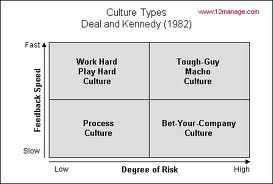 Culture Types
Deal and Kennedy (1982)
www.12manage.com
Fast
Feedback Speed
Slow
Work Hard
Play Hard
Culture
Tough-Guy
Macho
Culture
Process
Culture
Bet-Your-Company
Culture
Low
Degree of Risk
High